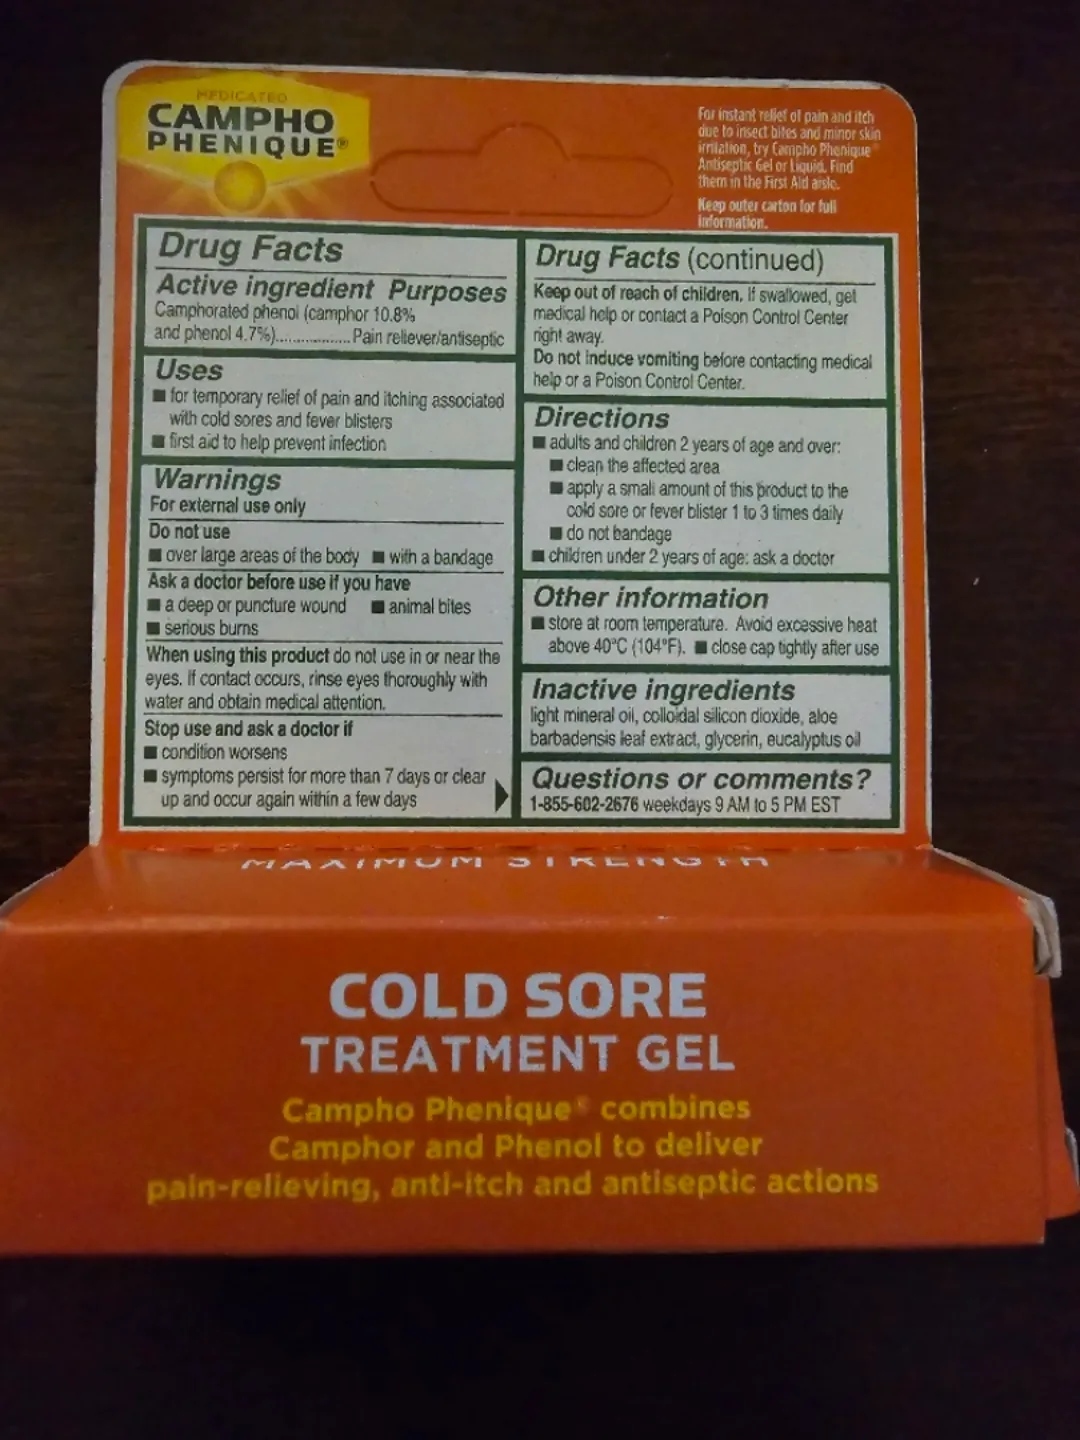 MEDICATED
CAMPHO
PHENIQUE®
For instant relief of pain and itch
due to insect bites and minor skin
irritation, try Campho Phenique®
Antiseptic Gel or Liquid. Find
them in the First Aid aisle.
Keep outer carton for full
information.
Drug Facts
Active ingredient Purposes
Camphorated phenol (camphor 10.8%
and phenol 4.7%)..................Pain reliever/antiseptic
Uses
■ for temporary relief of pain and itching associated
with cold sores and fever blisters
■ first aid to help prevent infection
Warnings
For external use only
Do not use
■ over large areas of the body ■ with a bandage
Ask a doctor before use if you have
■ a deep or puncture wound ■ animal bites
■ serious burns
When using this product do not use in or near the
eyes. If contact occurs, rinse eyes thoroughly with
water and obtain medical attention.
Stop use and ask a doctor if
■ condition worsens
■ symptoms persist for more than 7 days or clear
up and occur again within a few days
Drug Facts (continued)
Keep out of reach of children. If swallowed, get
medical help or contact a Poison Control Center
right away.
Do not induce vomiting before contacting medical
help or a Poison Control Center.
Directions
■ adults and children 2 years of age and over:
■ clean the affected area
■ apply a small amount of this product to the
cold sore or fever blister 1 to 3 times daily
■ do not bandage
■ children under 2 years of age: ask a doctor
Other information
■ store at room temperature. Avoid excessive heat
above 40°C (104°F). ■ close cap tightly after use
Inactive ingredients
light mineral oil, colloidal silicon dioxide, aloe
barbadensis leaf extract, glycerin, eucalyptus oil
Questions or comments?
1-855-602-2676 weekdays 9 AM to 5 PM EST
MAXIMUM STRENGTH
COLD SORE
TREATMENT GEL
Campho Phenique® combines
Camphor and Phenol to deliver
pain-relieving, anti-itch and antiseptic actions